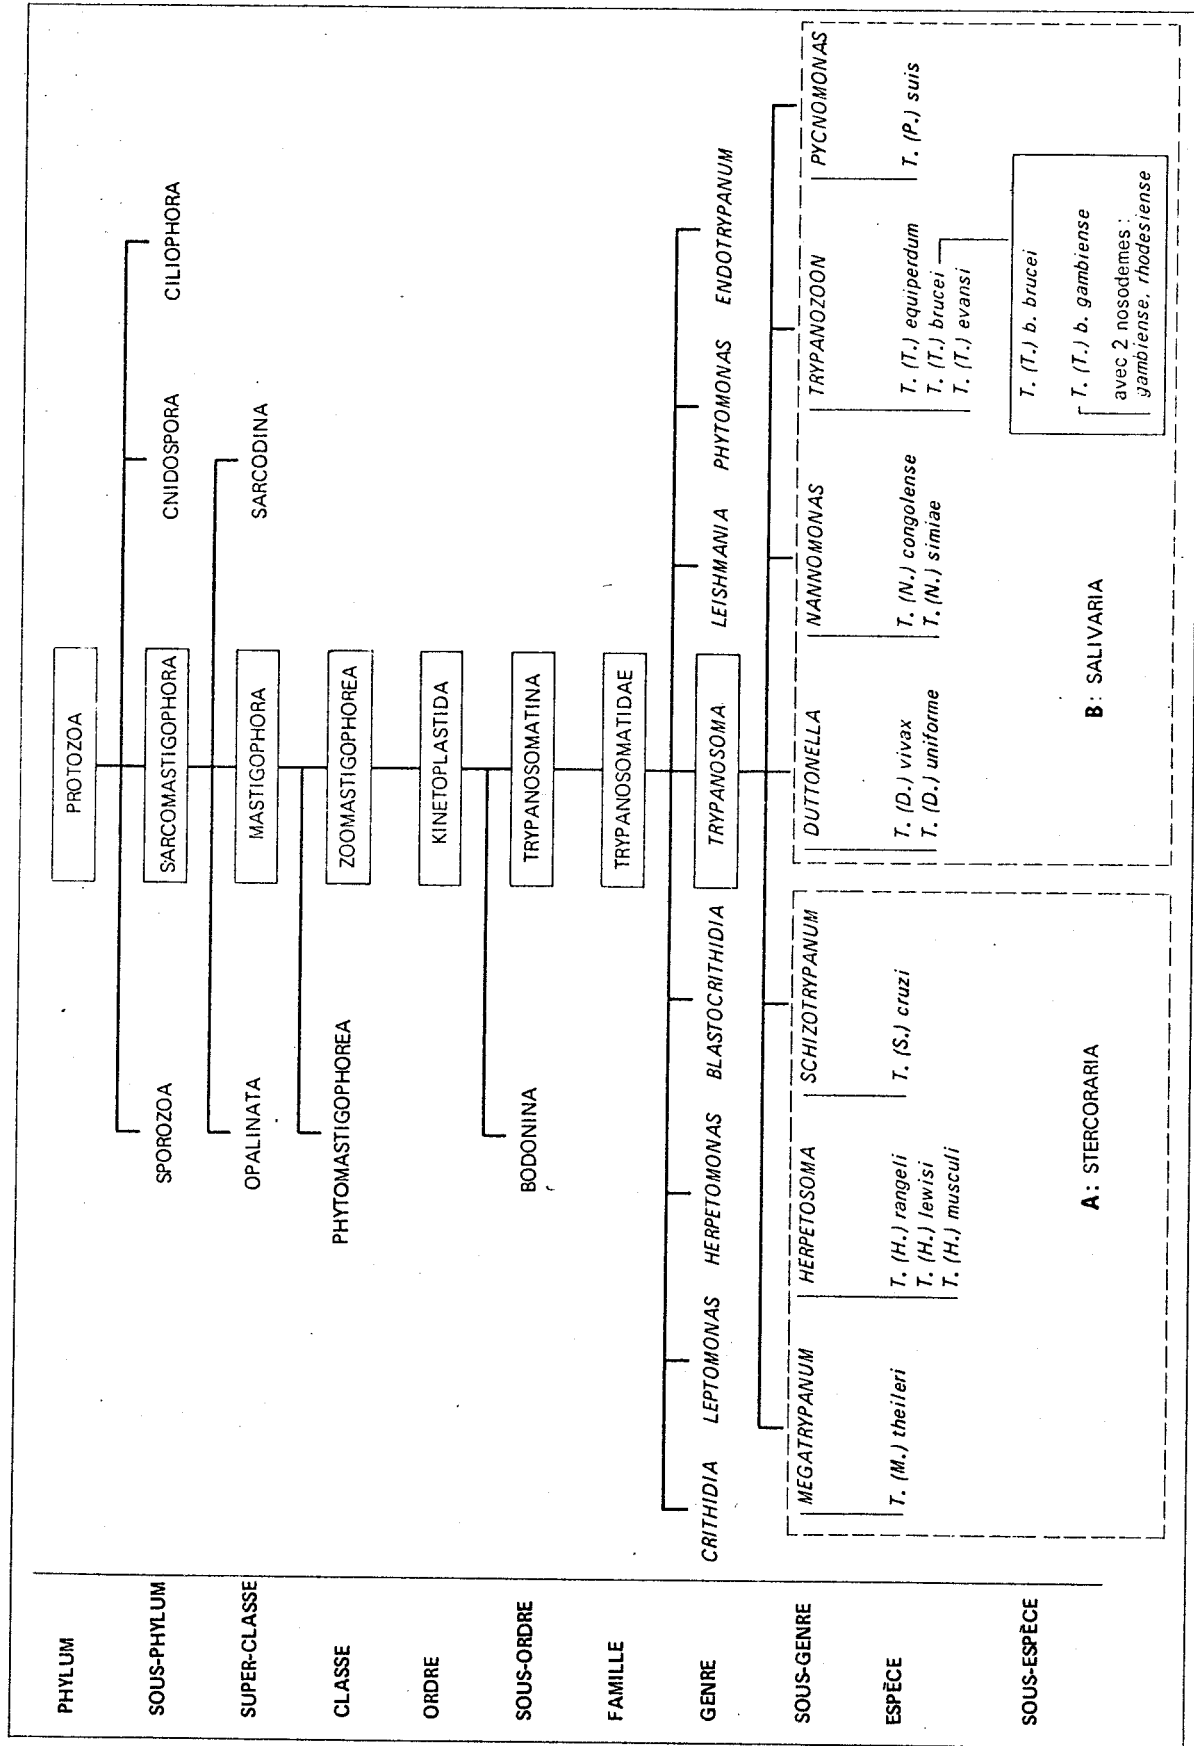 PHYLUM
PROTOZOA
SOUS-PHYLUM
SPOROZOA
SARCOMASTIGOPHORA
CNIDOSPORA
CILIOPHORA
SUPER-CLASSE
OPALINATA
MASTIGOPHORA
SARCODINA
CLASSE
PHYTOMASTIGOPHOREA
ZOOMASTIGOPHOREA
ORDRE
KINETOPLASTIDA
SOUS-ORDRE
BODONINA
TRYPANOSOMATINA
FAMILLE
TRYPANOSOMATIDAE
GENRE
CRITHIDIA
LEPTOMONAS
HERPETOMONAS
BLASTOCRITHIDIA
TRYPANOSOMA
LEISHMANIA
PHYTOMONAS
ENDOTRYPANUM
SOUS-GENRE
MEGATRYPANUM
HERPETOSOMA
SCHIZOTRYPANUM
DUTTONELLA
NANNOMONAS
TRYPANOZOON
PYCNOMONAS
ESPÈCE
T. (M.) theileri
T. (H.) rangeli
T. (H.) lewisi
T. (H.) musculi
T. (S.) cruzi
T. (D.) vivax
T. (D.) uniforme
T. (N.) congolense
T. (N.) simiae
T. (T.) equiperdum
T. (T.) brucei
T. (T.) evansi
T. (P.) suis
SOUS-ESPÈCE
T. (T.) b. brucei
T. (T.) b. gambiense
avec 2 nosodemes :
gambiense, rhodesiense
A : STERCORARIA
B : SALIVARIA